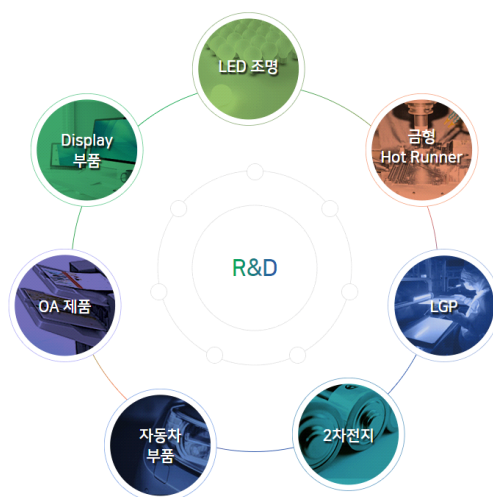 LED 조명
금형
Hot Runner
LGP
2차전지
자동차
부품
OA 제품
Display
부품
R&D